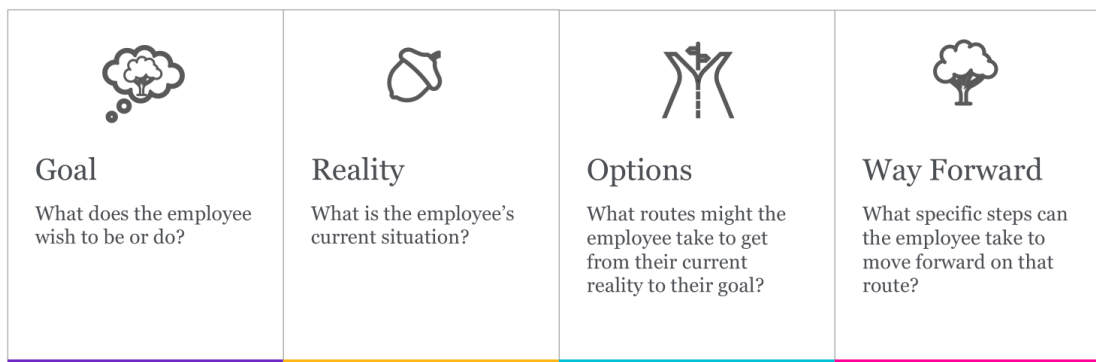 Goal
What does the employee
wish to be or do?
Reality
What is the employee’s
current situation?
Options
What routes might the
employee take to get
from their current
reality to their goal?
Way Forward
What specific steps can
the employee take to
move forward on that
route?